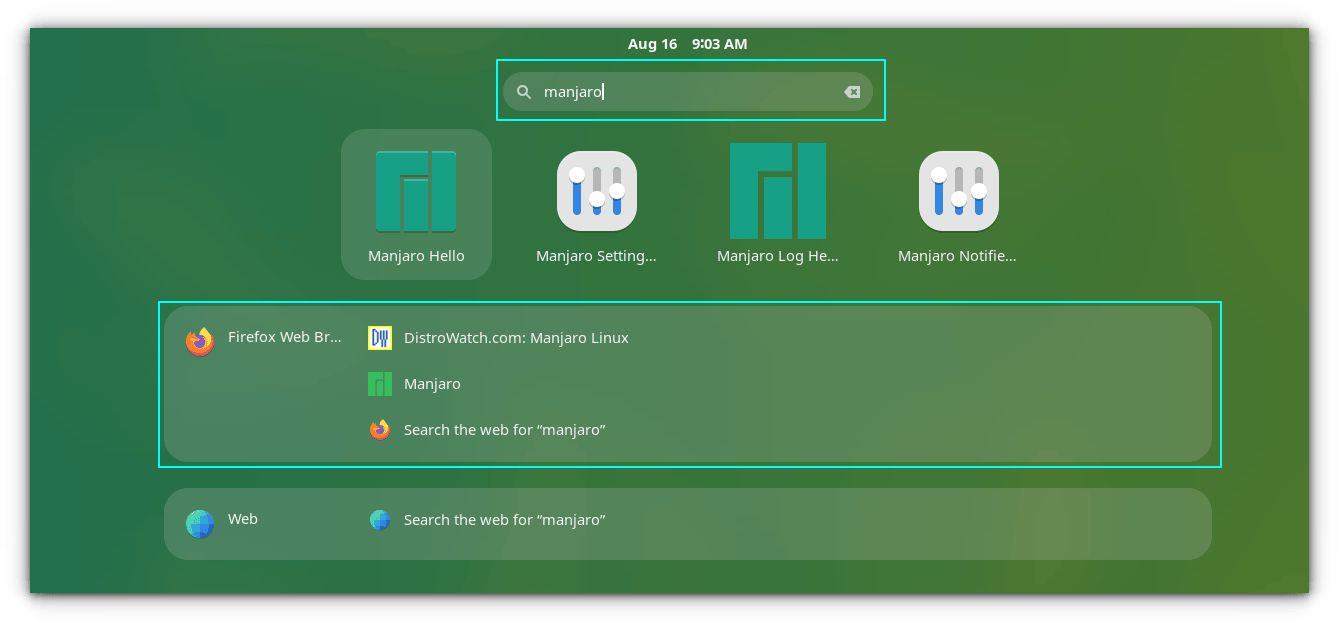 Aug 16 9:03 AM
manjaro
Manjaro Hello
Manjaro Setting...
Manjaro Log He...
Manjaro Notifie...
Firefox Web Br...
DistroWatch.com: Manjaro Linux
Manjaro
Search the web for “manjaro”
Web
Search the web for “manjaro”